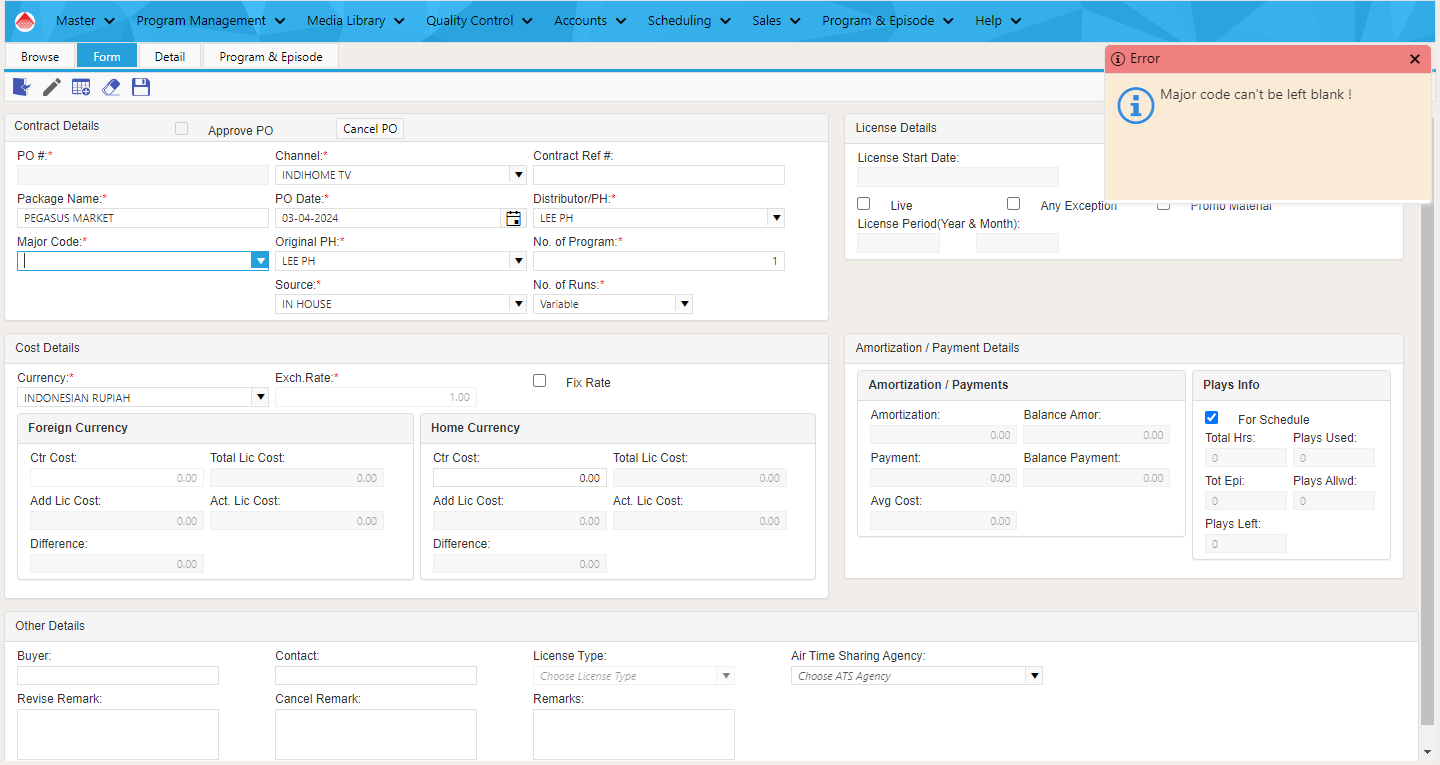 Master Program Management Media Library Quality Control Accounts Scheduling Sales Program & Episode Help
Browse Form Detail Program & Episode
Error
Major code can't be left blank !
Contract Details Approve PO Cancel PO
PO #:* Channel:* Contract Ref #:
INDIHOME TV
Package Name:* PO Date:* Distributor/PH:*
PEGASUS MARKET 03-04-2024 LEE PH
Major Code:* Original PH:* No. of Program:*
LEE PH 1
Source:* No. of Runs:*
IN HOUSE Variable
License Details
License Start Date:
Live Any Exception Promo Material
License Period(Year & Month):
Cost Details
Currency:* Exch.Rate:* Fix Rate
INDONESIAN RUPIAH 1.00
Foreign Currency
Ctr Cost: Total Lic Cost:
0.00 0.00
Add Lic Cost: Act. Lic Cost:
0.00 0.00
Difference:
0.00
Home Currency
Ctr Cost: Total Lic Cost:
0.00 0.00
Add Lic Cost: Act. Lic Cost:
0.00 0.00
Difference:
0.00
Amortization / Payment Details
Amortization / Payments
Amortization: Balance Amor:
0.00 0.00
Payment: Balance Payment:
0.00 0.00
Avg Cost:
0.00
Plays Info
For Schedule
Total Hrs: Plays Used:
0 0
Tot Epi: Plays Allwd:
0 0
Plays Left:
0
Other Details
Buyer: Contact: License Type: Air Time Sharing Agency:
Choose License Type Choose ATS Agency
Revise Remark: Cancel Remark: Remarks: